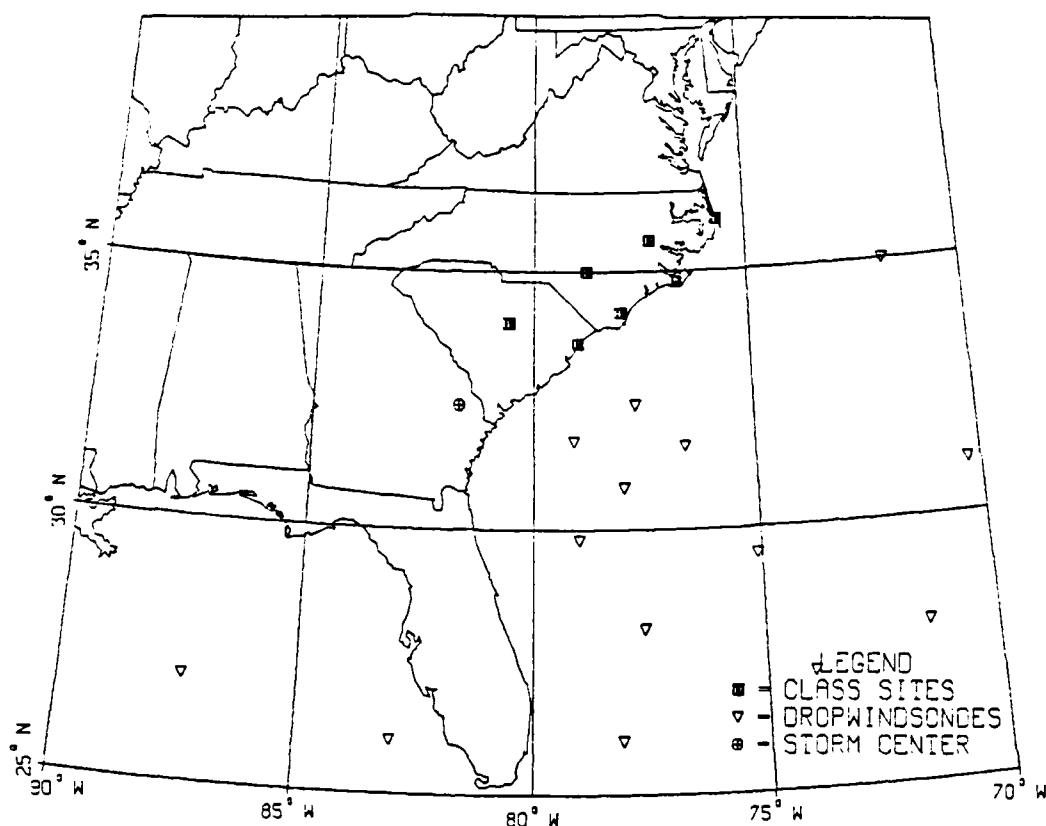 35° N
30° N
25° N
LEGEND
- CLASS SITES
- DROPWINDSONDES
- STORM CENTER
90° W
85° W
80° W
75° W
70° W